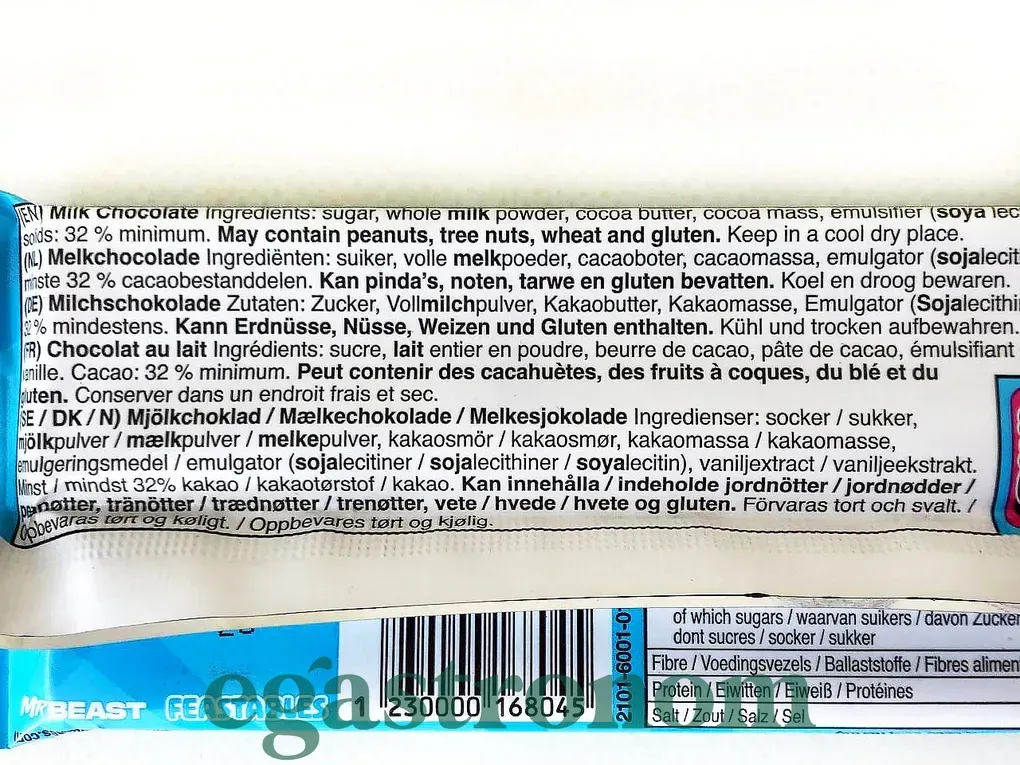 (EN) Milk Chocolate Ingredients: sugar, whole milk powder, cocoa butter, cocoa mass, emulsifier (soya lec
solids: 32 % minimum. May contain peanuts, tree nuts, wheat and gluten. Keep in a cool dry place.
(NL) Melkchocolade Ingrediënten: suiker, volle melkpoeder, cacaoboter, cacaomassa, emulgator (sojalecit
minste 32 % cacaobestanddelen. Kan pinda's, noten, tarwe en gluten bevatten. Koel en droog bewaren.
(DE) Milchschokolade Zutaten: Zucker, Vollmilchpulver, Kakaobutter, Kakaomasse, Emulgator (Sojalecithi
32 % mindestens. Kann Erdnüsse, Nüsse, Weizen und Gluten enthalten. Kühl und trocken aufbewahren.
(FR) Chocolat au lait Ingrédients: sucre, lait entier en poudre, beurre de cacao, pâte de cacao, émulsifiant
vanille. Cacao: 32 % minimum. Peut contenir des cacahuètes, des fruits à coques, du blé et du
gluten. Conserver dans un endroit frais et sec.
SE / DK / N) Mjölkchoklad / Mælkechokolade / Melkesjokolade Ingredienser: socker / sukker,
mjölkpulver / mælkpulver / melkepulver, kakaosmör / kakaosmør, kakaomassa / kakaomasse,
emulgeringsmedel / emulgator (sojalecitiner / sojalecithiner / soyalecitin), vaniljextract / vaniljeekstrakt.
Minst / mindst 32% kakao / kakaotørstof / kakao. Kan innehålla / indeholde jordnötter / jordnødder /
peanøtter, tränötter / trædnøtter / trenøtter, vete / hvede / hvete og gluten. Förvaras tort och svalt. /
Opbevaras tørt og køligt. / Oppbevares tørt og kjølig.
of which sugars / waarvan suikers / davon Zucker
dont sucres / socker / sukker
Fibre / Voedingsvezels / Ballaststoffe / Fibres alimen
Protein / Eiwitten / Eiweiß / Protéines
Salt / Zout / Salz / Sel
2101-6001-0
MRBEAST FEASTABLES
1 230000 168045
egastronom